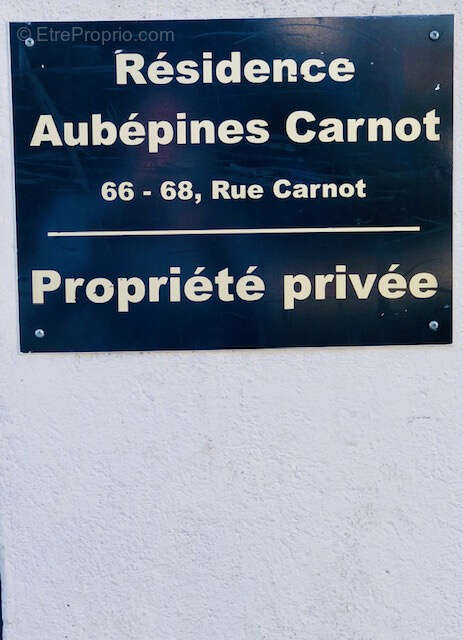 ©EtreProprio.com
Résidence
Aubépines Carnot
66 - 68, Rue Carnot
Propriété privée